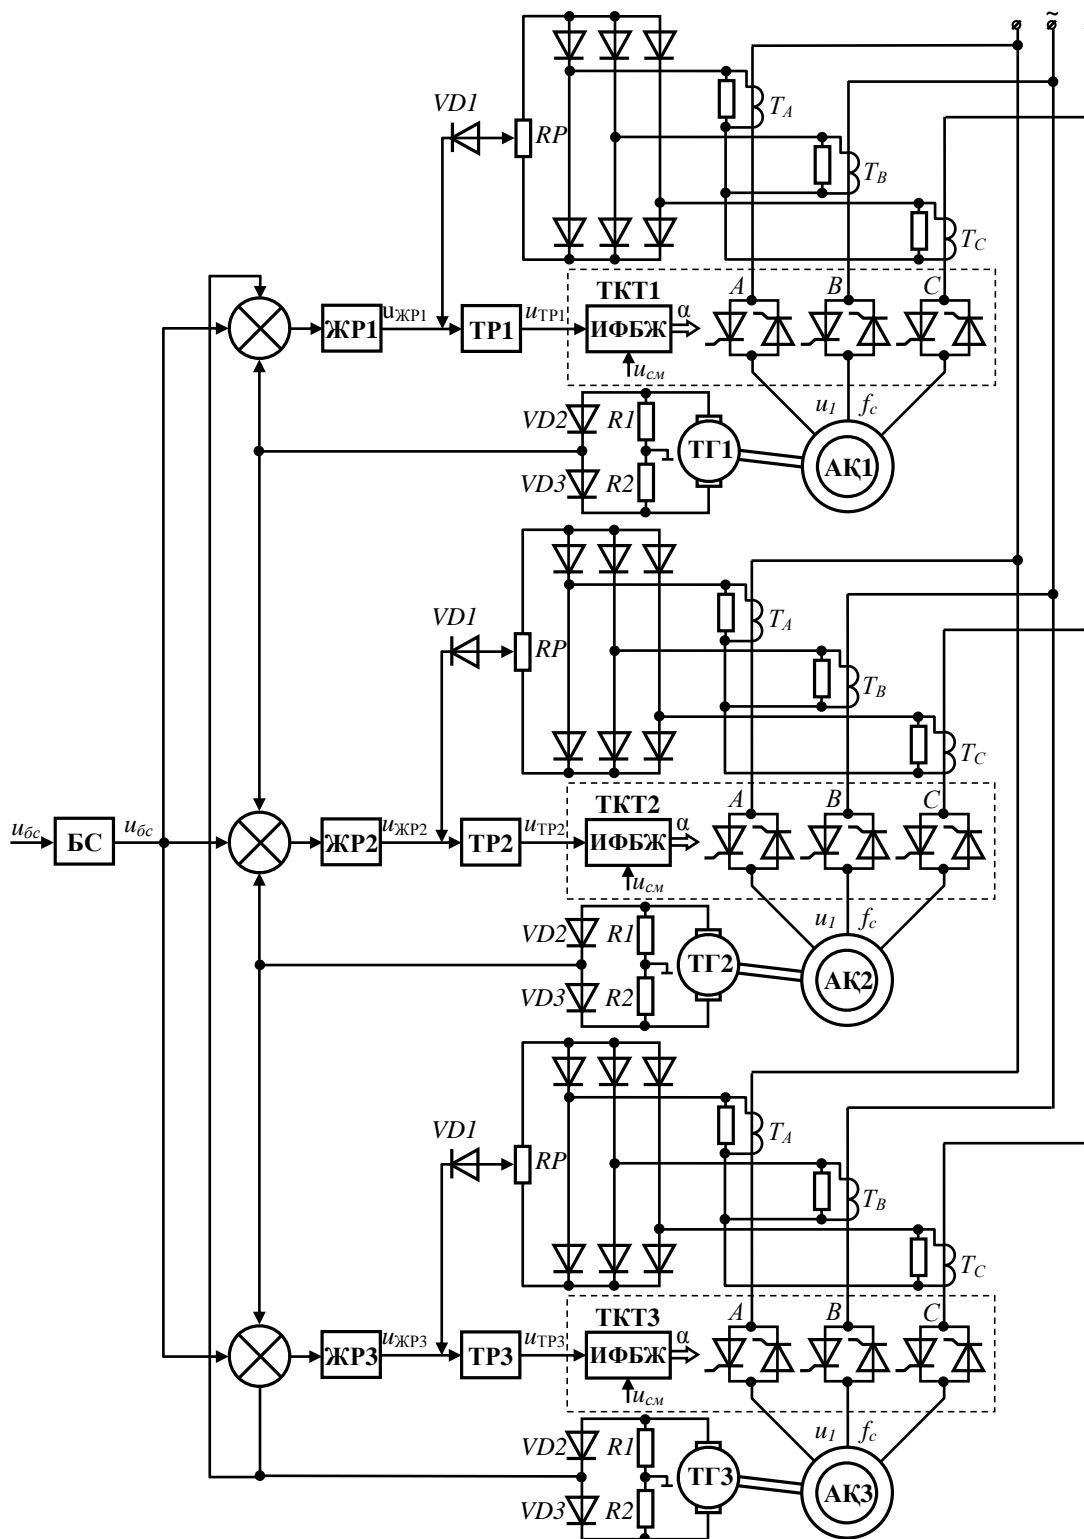 ~
VD1
RP
T_A
T_B
T_C
ТКТ1
A
B
C
ЖР1
u_ЖР1
ТР1
u_ТР1
ИФБЖ
α
u_см
VD2
R1
ТГ1
u_1
f_c
АҚ1
VD3
R2
VD1
RP
T_A
T_B
T_C
ТКТ2
A
B
C
u_бс
БС
u_бс
ЖР2
u_ЖР2
ТР2
u_ТР2
ИФБЖ
α
u_см
VD2
R1
ТГ2
u_1
f_c
АҚ2
VD3
R2
VD1
RP
T_A
T_B
T_C
ТКТ3
A
B
C
ЖР3
u_ЖР3
ТР3
u_ТР3
ИФБЖ
α
u_см
VD2
R1
ТГ3
u_1
f_c
АҚ3
VD3
R2